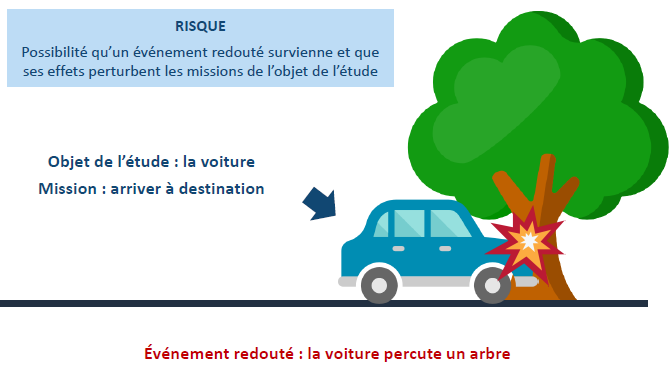 RISQUE
Possibilité qu’un événement redouté survienne et que
ses effets perturbent les missions de l’objet de l’étude
Objet de l’étude : la voiture
Mission : arriver à destination
Événement redouté : la voiture percute un arbre